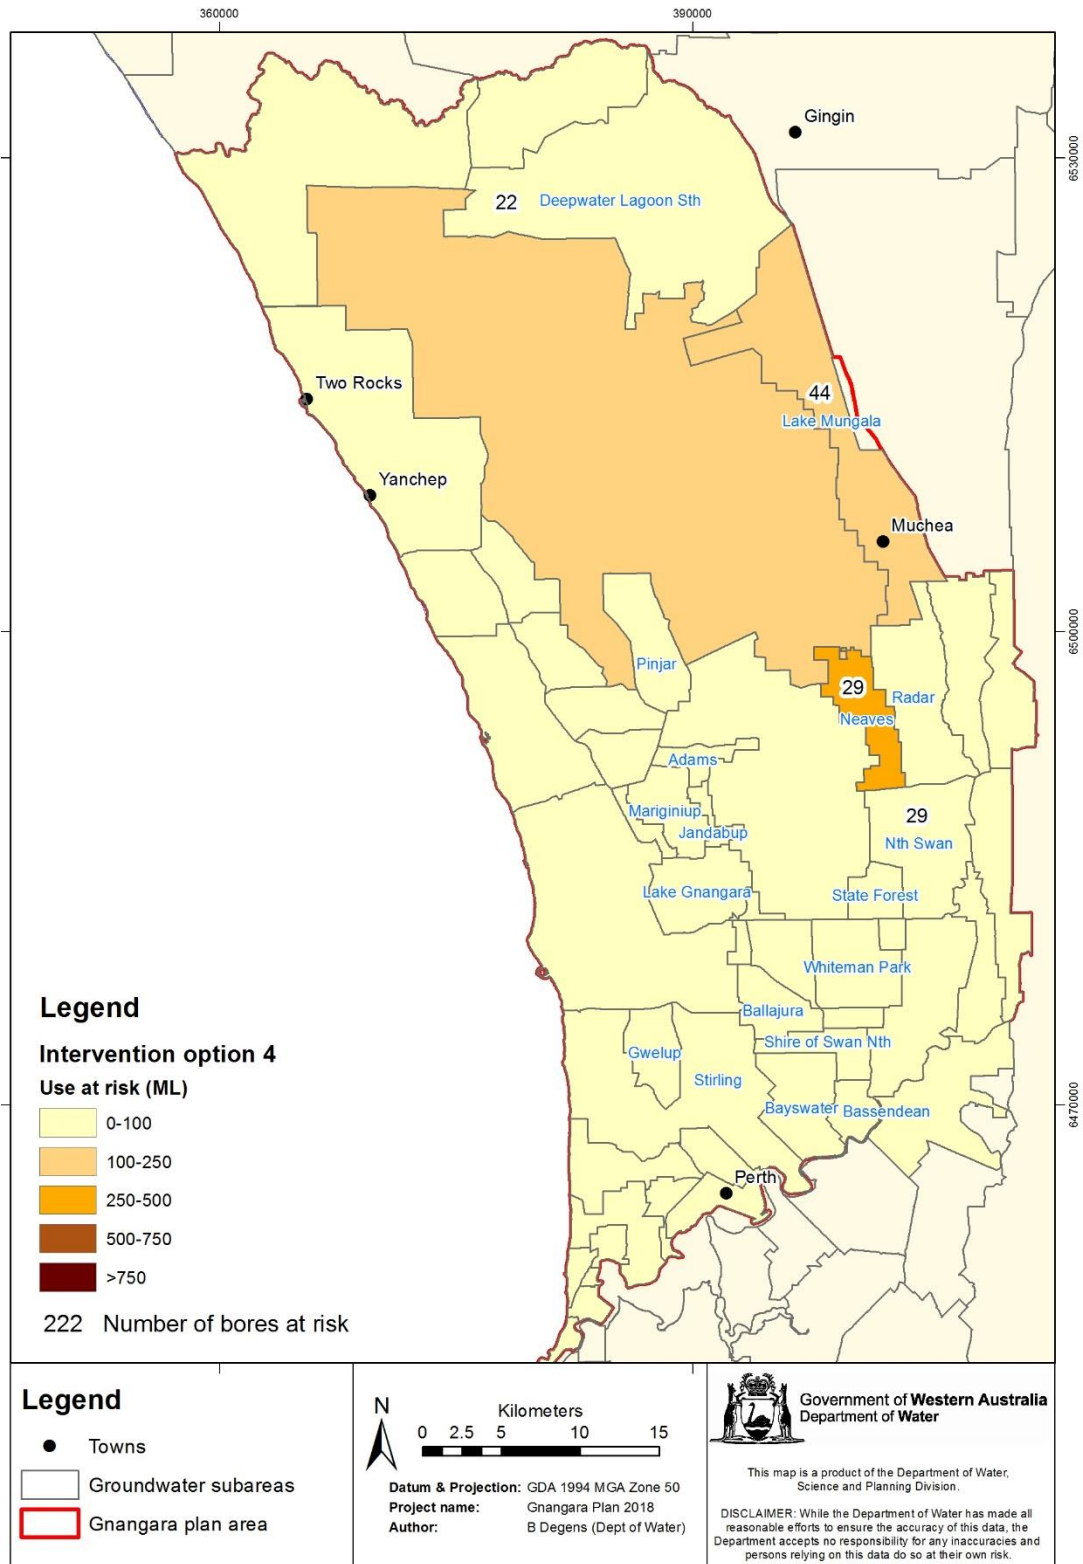 360000
390000
Gingin
6530000
22
Deepwater Lagoon Sth
Two Rocks
44
Lake Mungala
Yanchep
Muchea
6500000
Pinjar
29
Radar
Neaves
Adams
Mariginiup
29
Jandabup
Nth Swan
Lake Gnangara
State Forest
Whiteman Park
Ballajura
Shire of Swan Nth
Gwelup
Stirling
Bayswater
Bassendean
6470000
Perth
Legend
Intervention option 4
Use at risk (ML)
0-100
100-250
250-500
500-750
>750
222 Number of bores at risk
Legend
Towns
Groundwater subareas
Gnangara plan area
N
Kilometers
0 2.5 5 10 15
Datum & Projection: GDA 1994 MGA Zone 50
Project name: Gnangara Plan 2018
Author: B Degens (Dept of Water)
Government of Western Australia
Department of Water
This map is a product of the Department of Water,
Science and Planning Division.
DISCLAIMER: While the Department of Water has made all
reasonable efforts to ensure the accuracy of this data, the
Department accepts no responsibility for any inaccuracies and
persons relying on this data do so at their own risk.